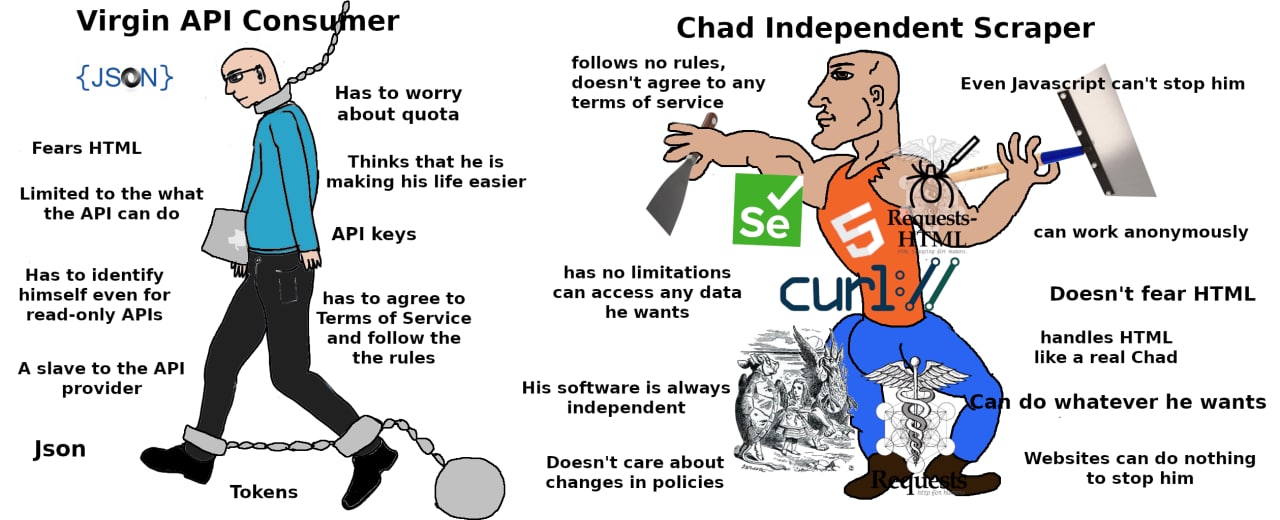 Virgin API Consumer
{JSON}
Has to worry
about quota
Fears HTML
Thinks that he is
making his life easier
Limited to the what
the API can do
API keys
Has to identify
himself even for
read-only APIs
has to agree to
Terms of Service
and follow the
the rules
A slave to the API
provider
Json
Tokens
Chad Independent Scraper
follows no rules,
doesn't agree to any
terms of service
Even Javascript can't stop him
Se
5
Requests-
HTML
can work anonymously
has no limitations
can access any data
he wants
curl://
Doesn't fear HTML
handles HTML
like a real Chad
His software is always
independent
Can do whatever he wants
Doesn't care about
changes in policies
Websites can do nothing
to stop him
Requests